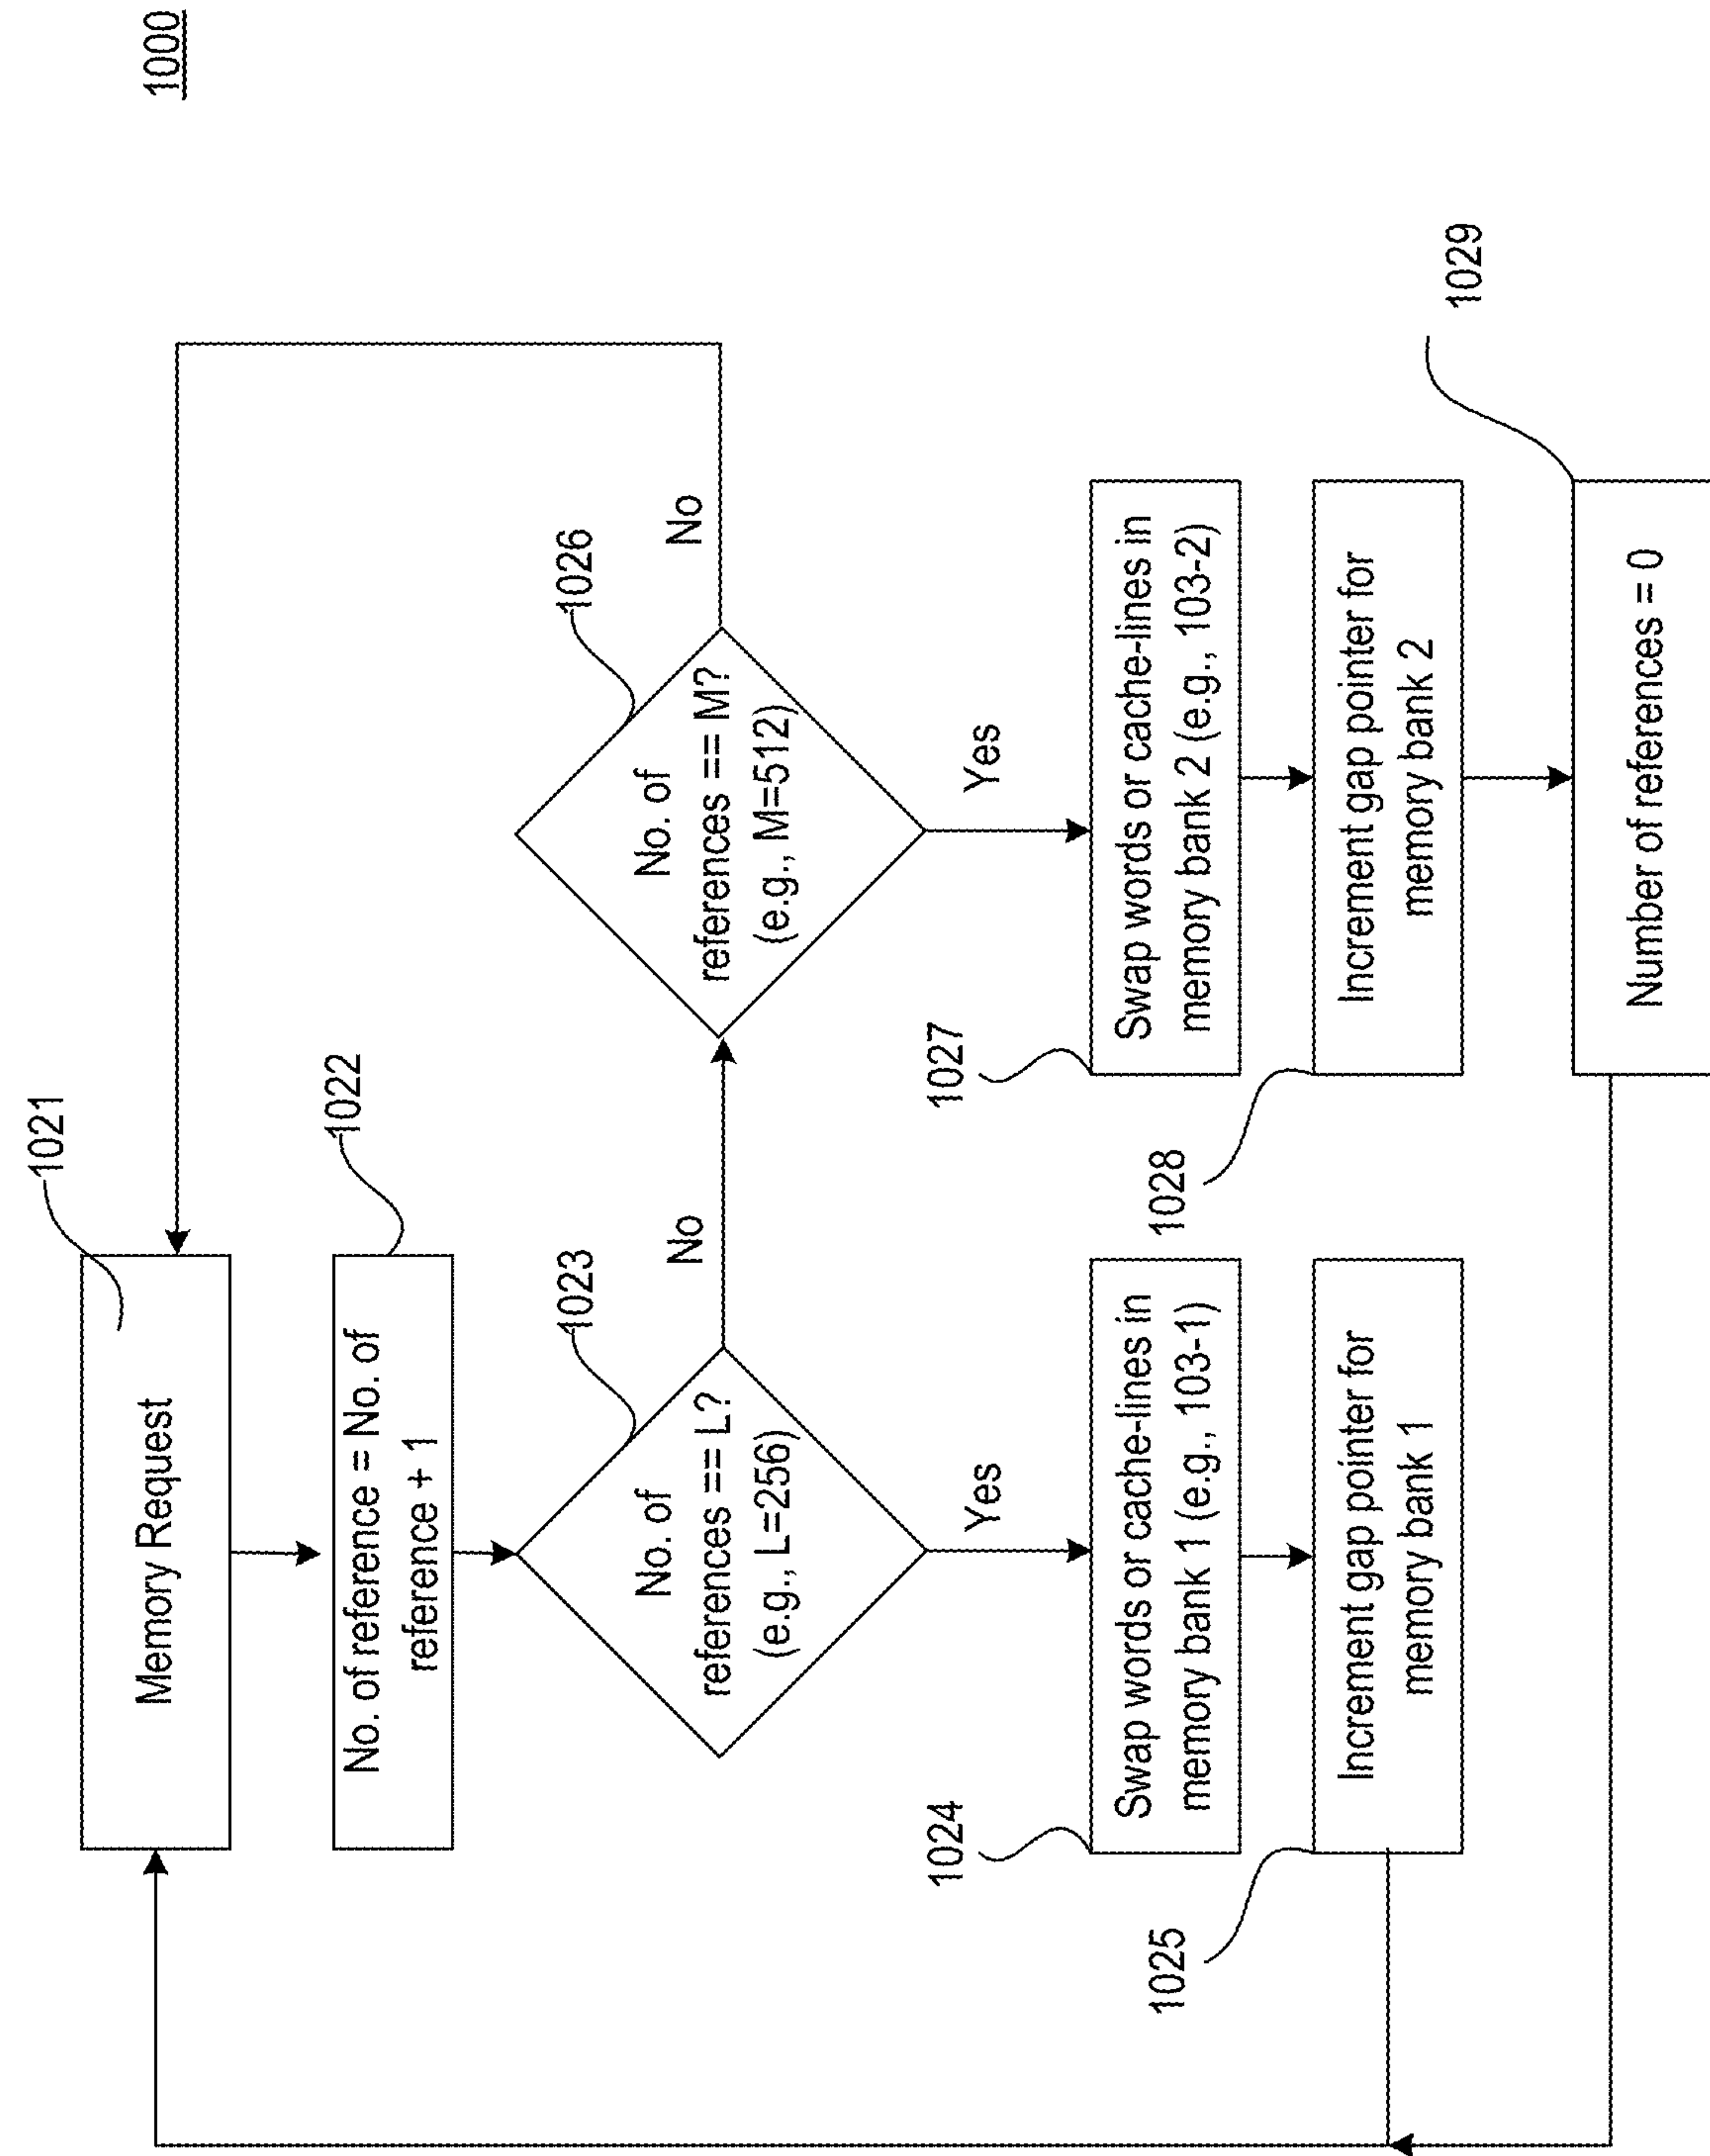 1000
1021
Memory Request
1022
No. of reference = No. of
reference + 1
1023
No. of
references == L?
(e.g., L=256)
No
1026
No. of
references == M?
(e.g., M=512)
No
Yes
Yes
1024
Swap words or cache-lines in
memory bank 1 (e.g., 103-1)
1027
Swap words or cache-lines in
memory bank 2 (e.g., 103-2)
1025
Increment gap pointer for
memory bank 1
1028
Increment gap pointer for
memory bank 2
1029
Number of references = 0